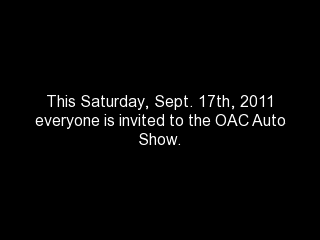 This Saturday, Sept. 17th, 2011
everyone is invited to the OAC Auto
Show.